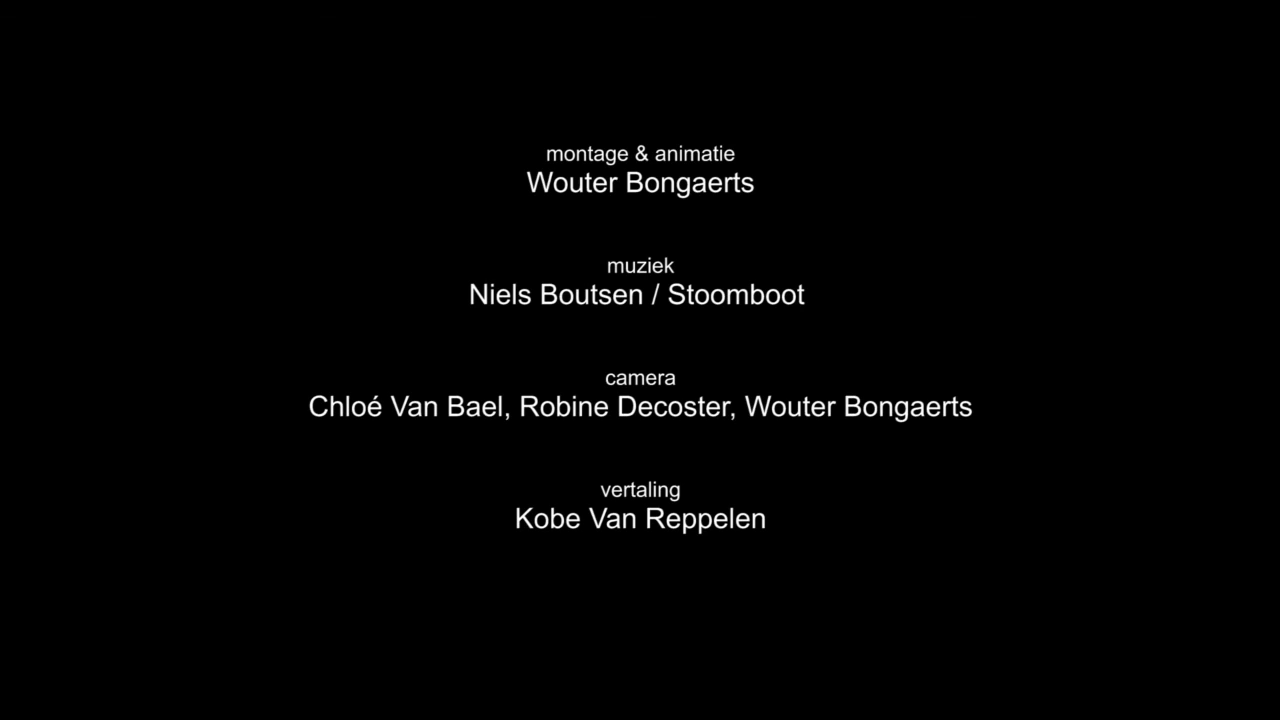 montage & animatie
Wouter Bongaerts
muziek
Niels Boutsen / Stoomboot
camera
Chloé Van Bael, Robine Decoster, Wouter Bongaerts
vertaling
Kobe Van Reppelen